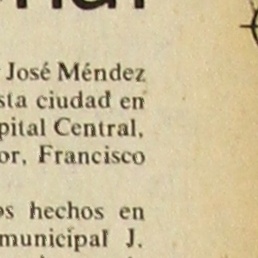 José Méndez
sta ciudad en
pital Central,
or, Francisco
os hechos en
municipal J.